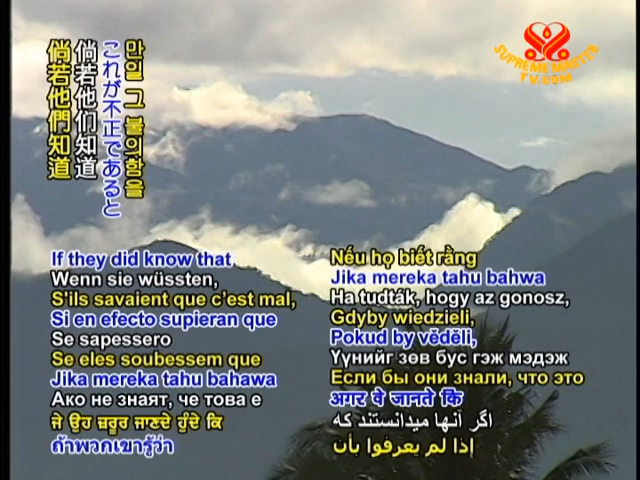 SUPREME MASTER
TV.COM
만일 그 불의함을
これが不正であると
倘若他们知道
倘若他們知道
If they did know that
Wenn sie wüssten,
S'ils savaient que c'est mal,
Si en efecto supieran que
Se sapessero
Se eles soubessem que
Jika mereka tahu bahawa
Ако не знаят, че това е
ਜੇ ਉਹ ਜ਼ਰੂਰ ਜਾਣਦੇ ਹੁੰਦੇ ਕਿ
ถ้าพวกเขารู้ว่า
Nếu họ biết rằng
Jika mereka tahu bahwa
Ha tudták, hogy az gonosz,
Gdyby wiedzieli,
Pokud by věděli,
Үүнийг зөв бус гэж мэдэж
Если бы они знали, что это
अगर वे जानते कि
اگر آنها میدانستند که
إذا لم يعرفوا بأن